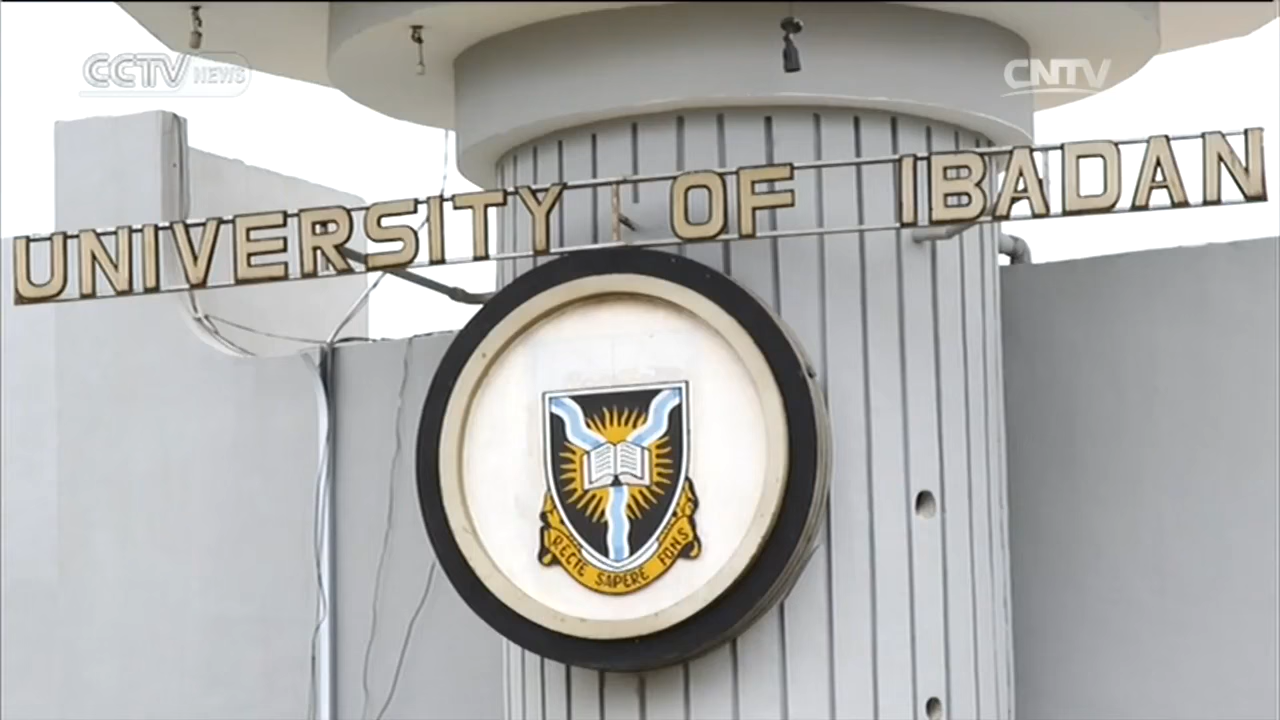 CCTV NEWS
CNTV
UNIVERSITY OF IBADAN
RECTE SAPERE FONS